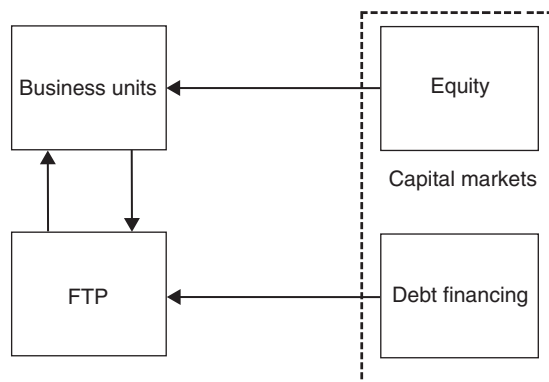 Business units
Equity
Capital markets
FTP
Debt financing